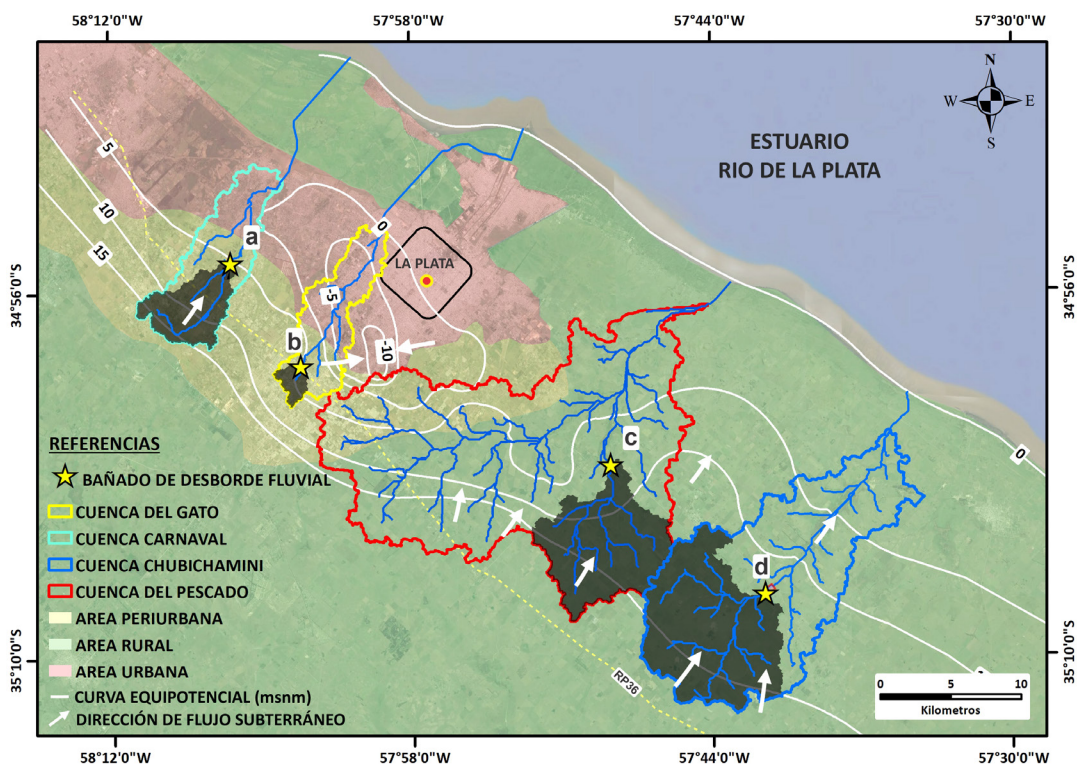 58°12'0"W
57°58'0"W
57°44'0"W
57°30'0"W
N
W
E
S
ESTUARIO
RIO DE LA PLATA
5
10
15
a
0
LA PLATA
-5
34°56'0"S
34°56'0"S
b
-10
c
REFERENCIAS
BAÑADO DE DESBORDE FLUVIAL
0
CUENCA DEL GATO
CUENCA CARNAVAL
CUENCA CHUBICHAMINI
d
CUENCA DEL PESCADO
AREA PERIURBANA
AREA RURAL
35°10'0"S
35°10'0"S
AREA URBANA
RP36
CURVA EQUIPOTENCIAL (msnm)
DIRECCIÓN DE FLUJO SUBTERRÁNEO
0
5
10
Kilometros
58°12'0"W
57°58'0"W
57°44'0"W
57°30'0"W